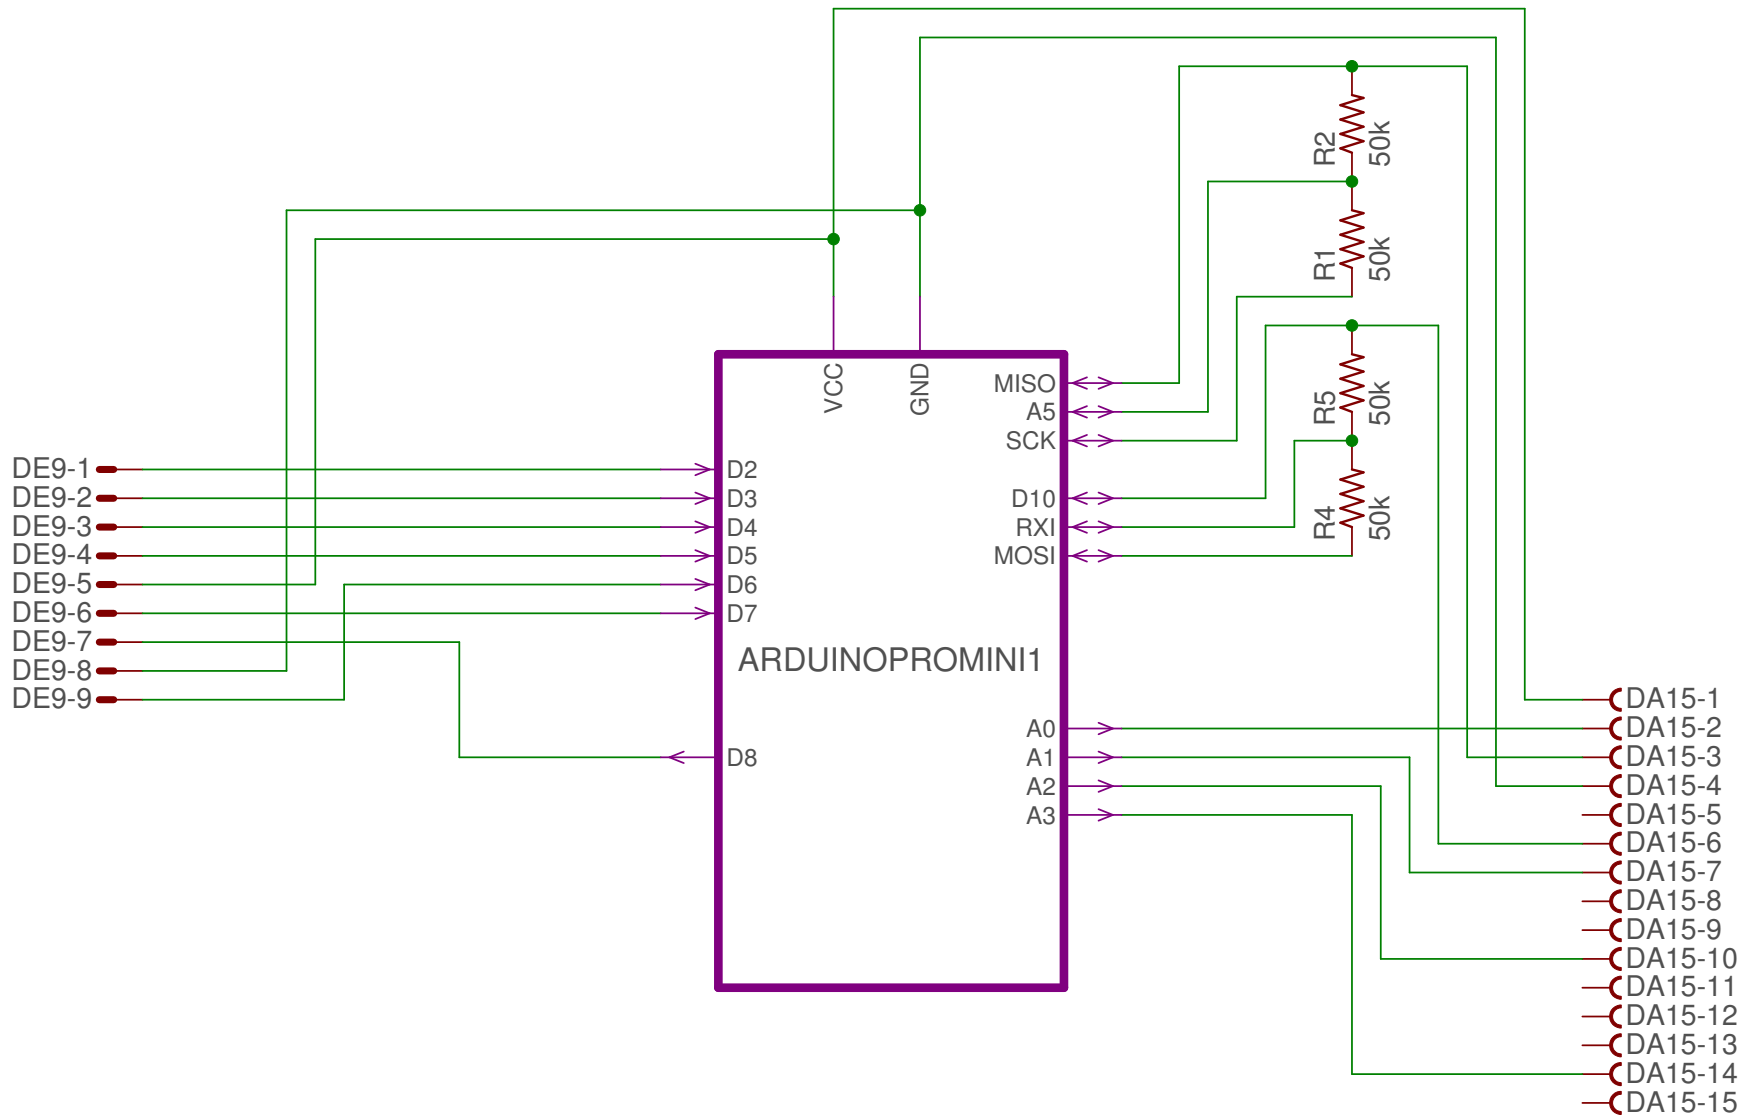 R2
50k
R1
50k
R5
50k
R4
50k
VCC
GND
MISO
A5
SCK
D10
RXI
MOSI
DE9-1
DE9-2
DE9-3
DE9-4
DE9-5
DE9-6
DE9-7
DE9-8
DE9-9
D2
D3
D4
D5
D6
D7
D8
ARDUINOPROMINI1
A0
A1
A2
A3
DA15-1
DA15-2
DA15-3
DA15-4
DA15-5
DA15-6
DA15-7
DA15-8
DA15-9
DA15-10
DA15-11
DA15-12
DA15-13
DA15-14
DA15-15